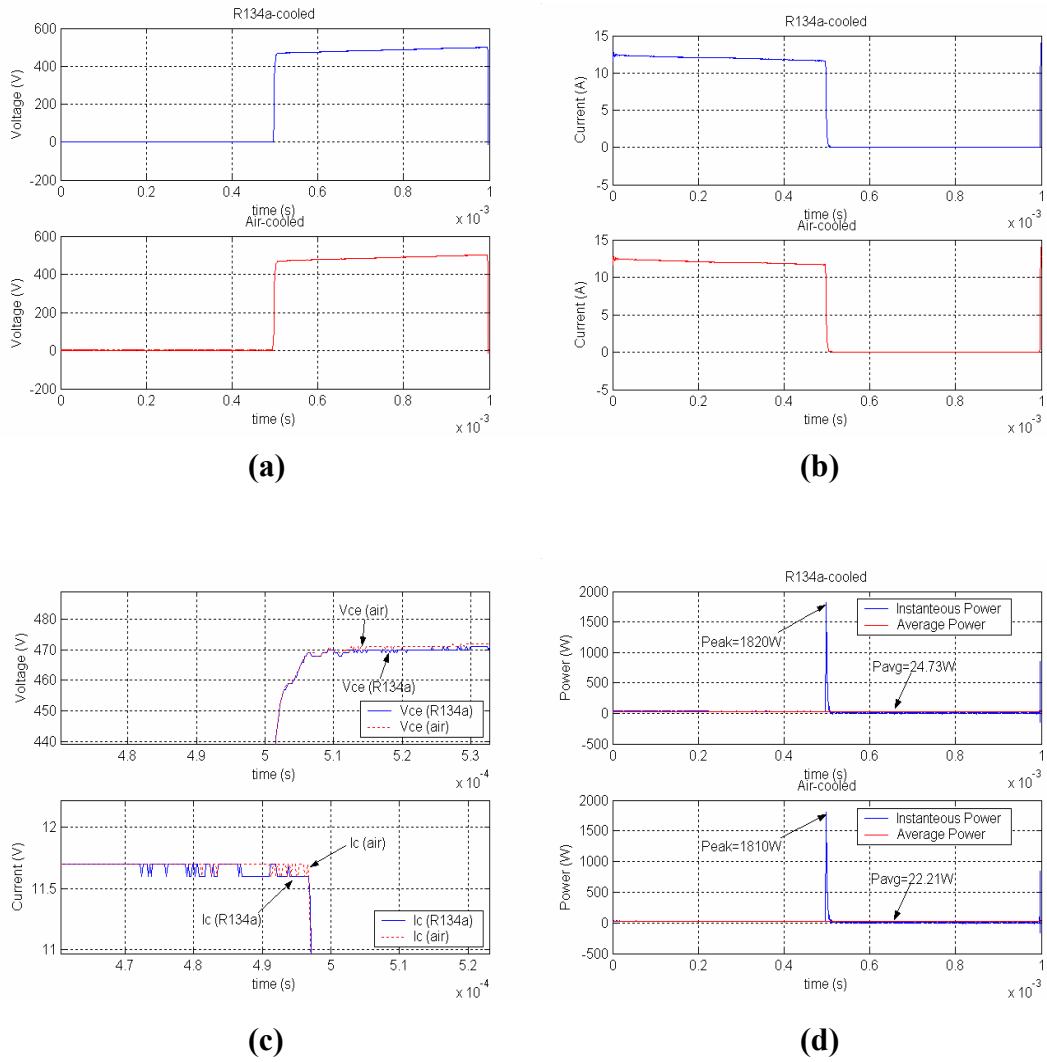 R134a-cooled
600
400
200
0
-200
Voltage (V)
0 0.2 0.4 0.6 0.8 1
time (s)
x 10-3
Air-cooled
600
400
200
0
-200
Voltage (V)
0 0.2 0.4 0.6 0.8 1
time (s)
x 10-3
(a)
R134a-cooled
15
10
5
0
-5
Current (A)
0 0.2 0.4 0.6 0.8 1
time (s)
x 10-3
Air-cooled
15
10
5
0
-5
Current (A)
0 0.2 0.4 0.6 0.8 1
time (s)
x 10-3
(b)
480
470
460
450
440
Voltage (V)
Vce (air)
Vce (R134a)
Vce (R134a)
Vce (air)
4.8 4.9 5 5.1 5.2 5.3
time (s)
x 10-4
12
11.5
11
Current (V)
Ic (air)
Ic (R134a)
Ic (R134a)
Ic (air)
4.7 4.8 4.9 5 5.1 5.2
time (s)
x 10-4
(c)
R134a-cooled
2000
1500
1000
500
0
-500
Power (W)
Peak=1820W
Instanteous Power
Average Power
Pavg=24.73W
0 0.2 0.4 0.6 0.8 1
time (s)
x 10-3
Air-cooled
2000
1500
1000
500
0
-500
Power (W)
Peak=1810W
Instanteous Power
Average Power
Pavg=22.21W
0 0.2 0.4 0.6 0.8 1
time (s)
x 10-3
(d)